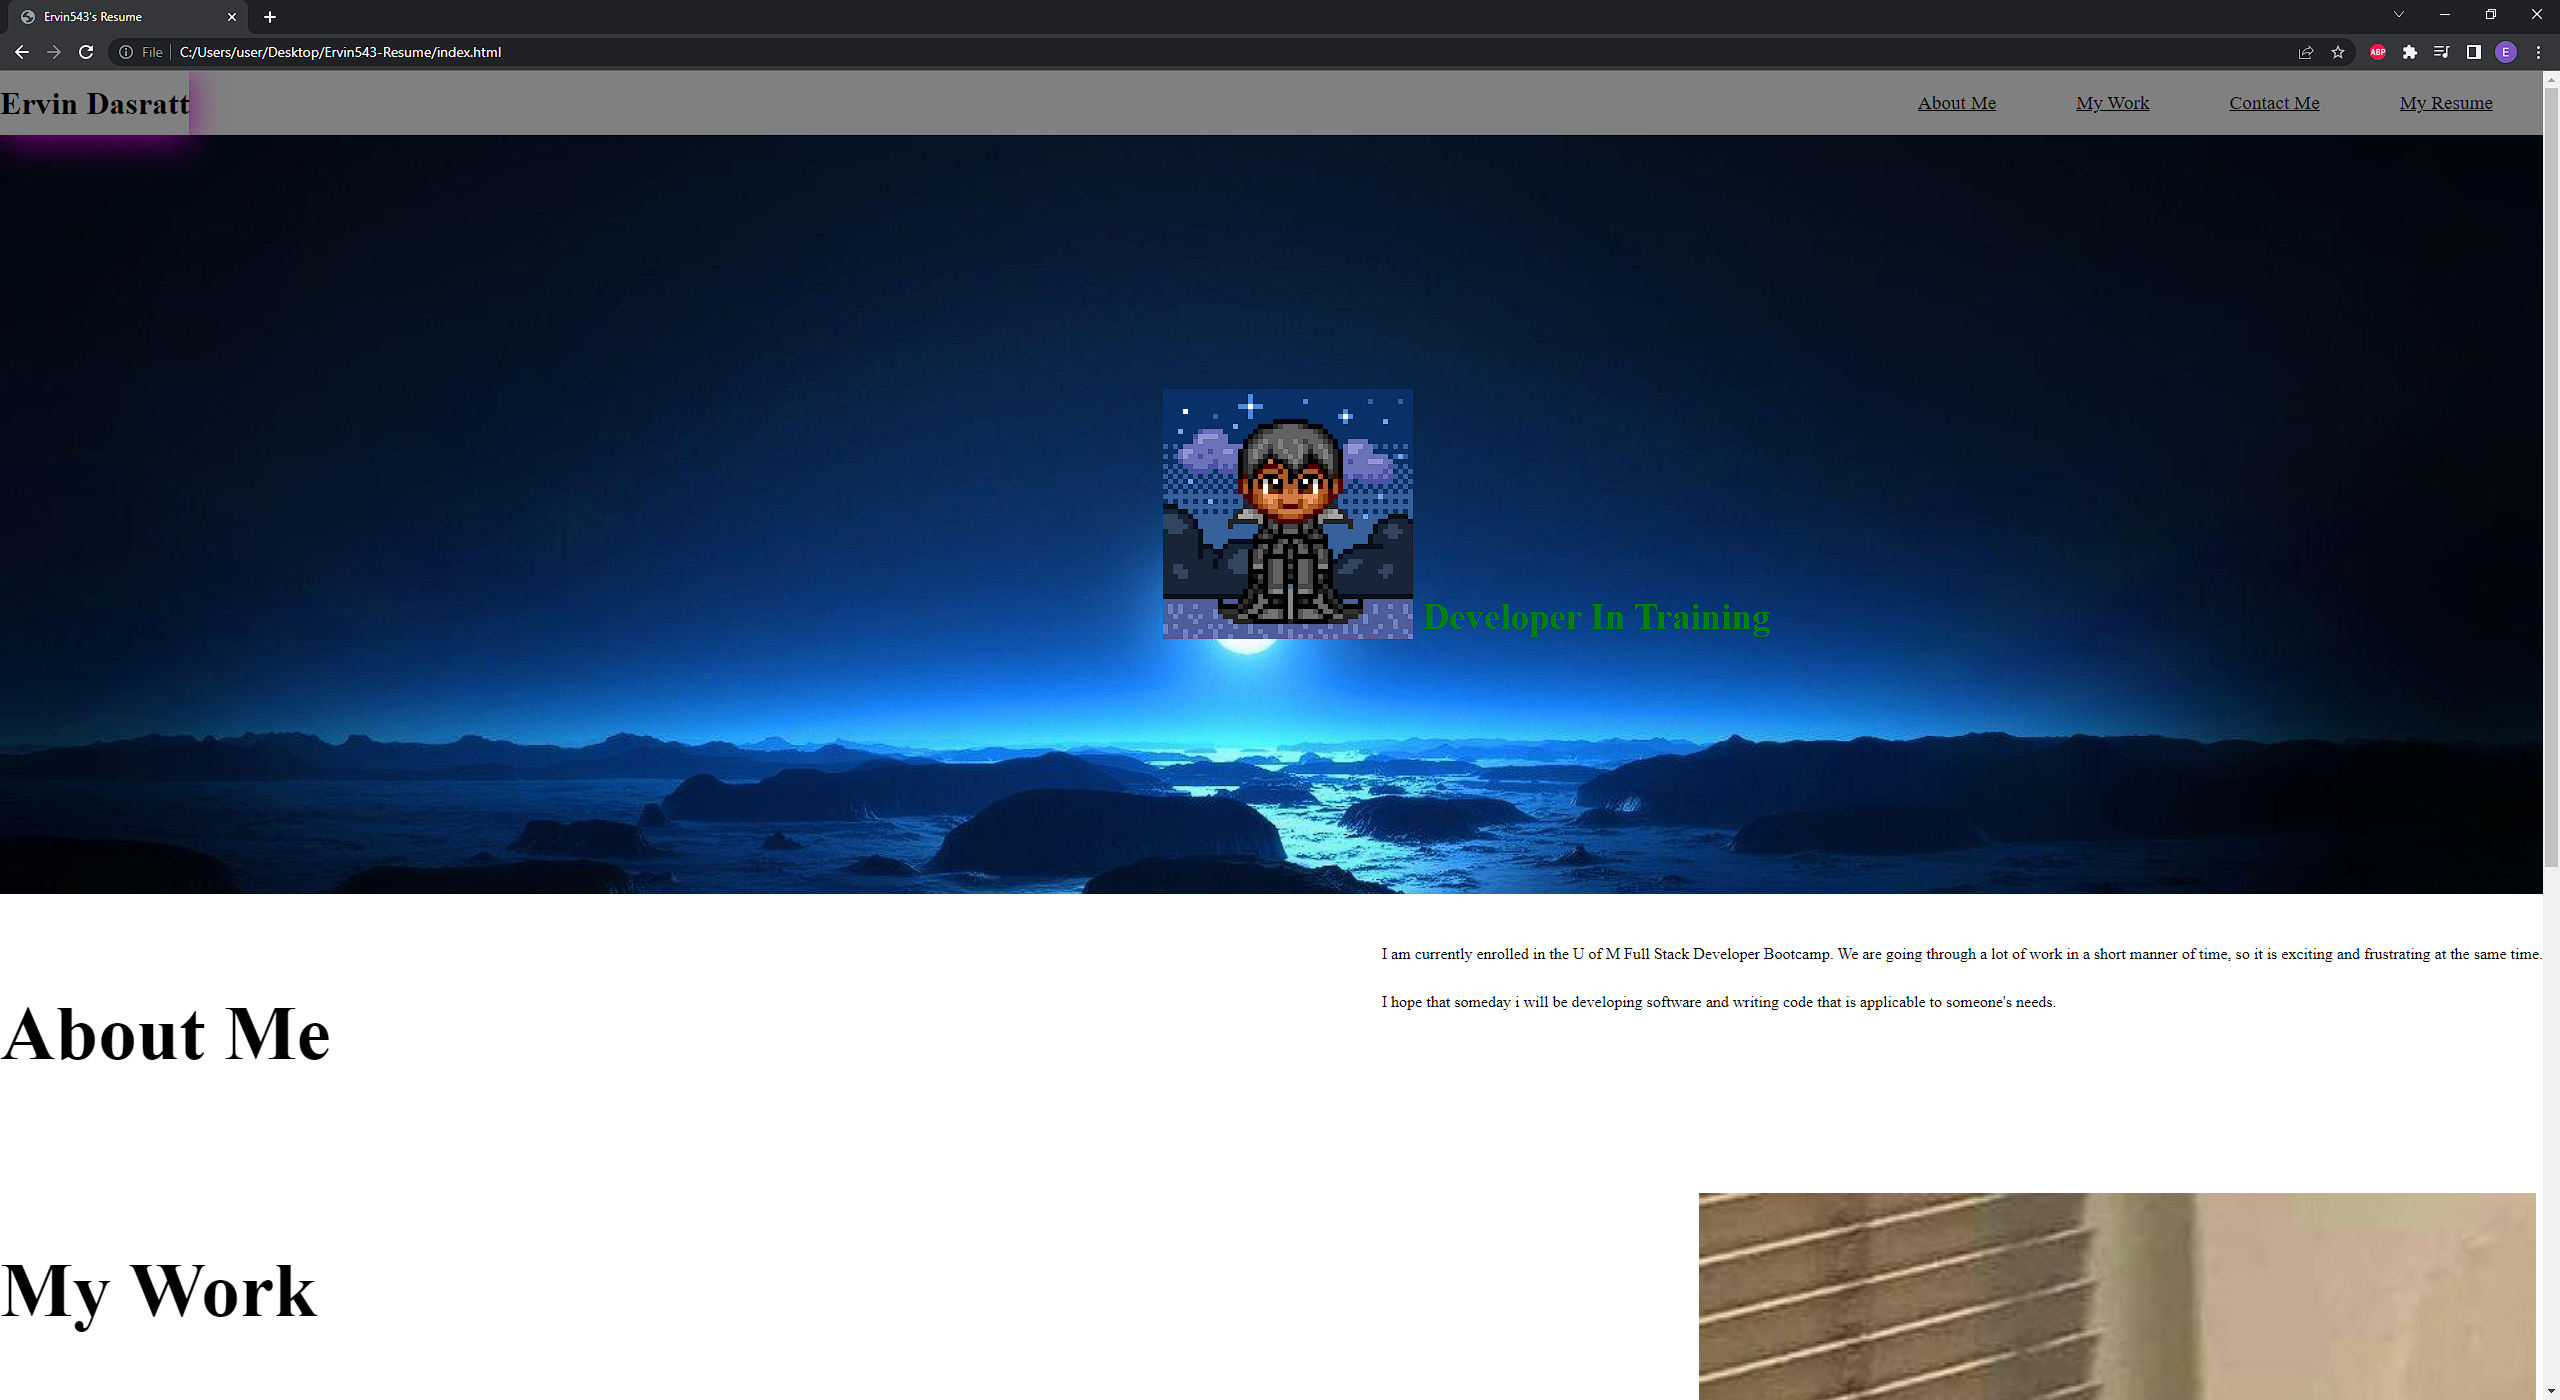 Ervin543's Resume
File
C:/Users/user/Desktop/Ervin543-Resume/index.html
ABP
E
Ervin Dasratt
About Me
My Work
Contact Me
My Resume
Developer In Training
I am currently enrolled in the U of M Full Stack Developer Bootcamp. We are going through a lot of work in a short manner of time, so it is exciting and frustrating at the same time.
I hope that someday i will be developing software and writing code that is applicable to someone's needs.
About Me
My Work